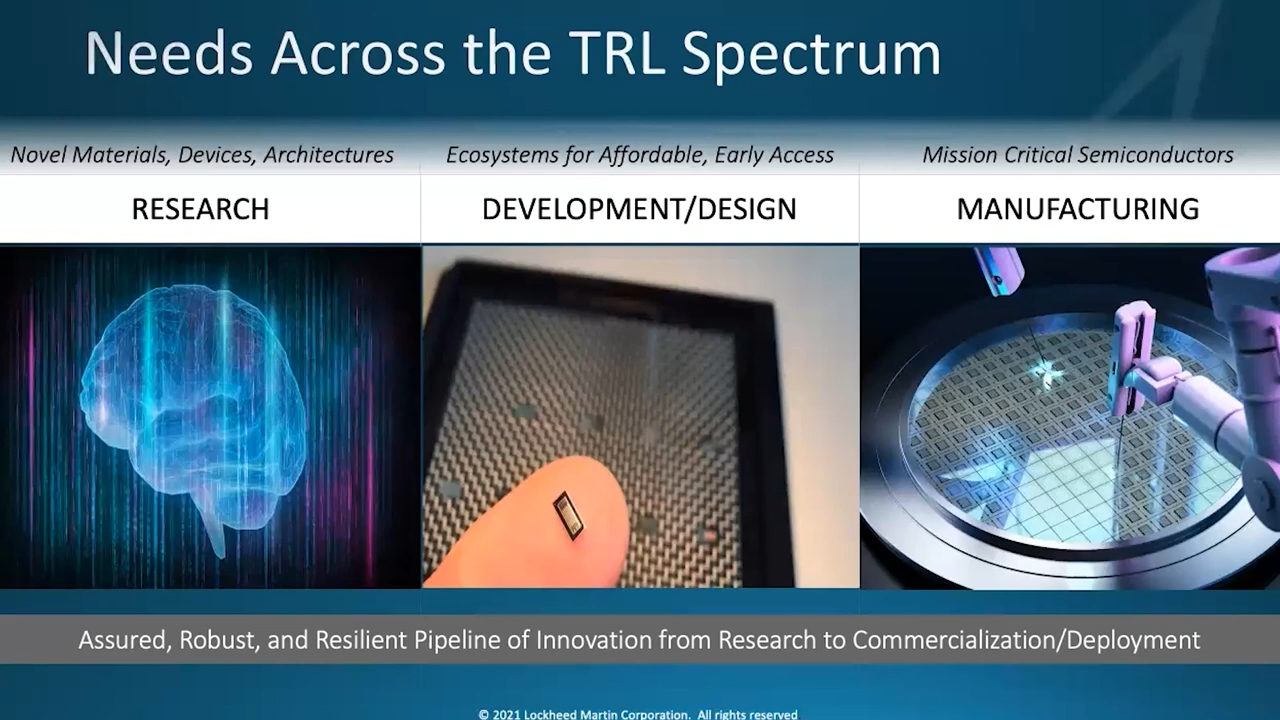 Needs Across the TRL Spectrum
Novel Materials, Devices, Architectures
Ecosystems for Affordable, Early Access
Mission Critical Semiconductors
RESEARCH
DEVELOPMENT/DESIGN
MANUFACTURING
Assured, Robust, and Resilient Pipeline of Innovation from Research to Commercialization/Deployment
© 2021 Lockheed Martin Corporation. All rights reserved